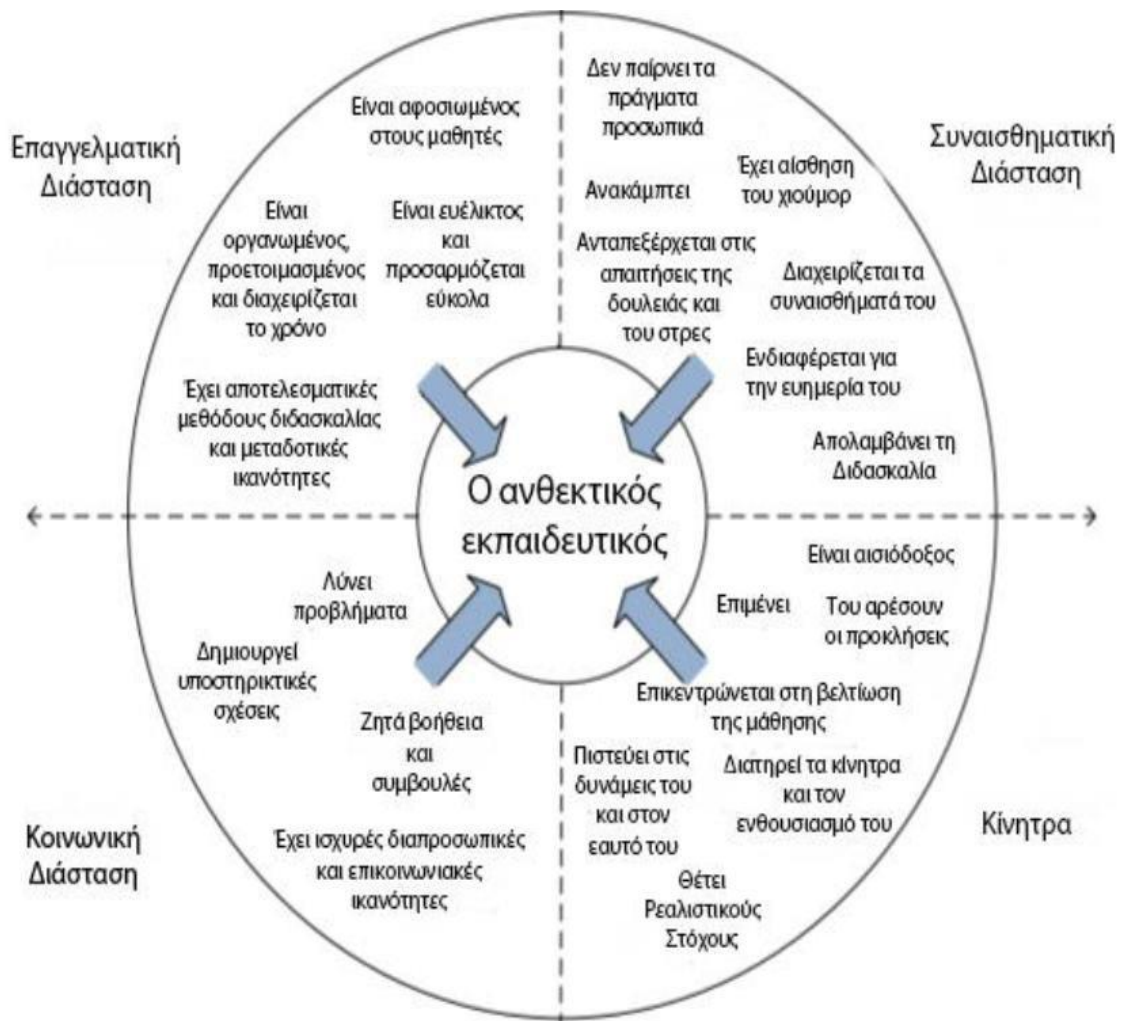 Επαγγελματική
Διάσταση
Είναι αφοσιωμένος
στους μαθητές
Είναι
οργανωμένος,
προετοιμασμένος
και διαχειρίζεται
το χρόνο
Είναι ευέλικτος
και
προσαρμόζεται
εύκολα
Έχει αποτελεσματικές
μεθόδους διδασκαλίας
και μεταδοτικές
ικανότητες
Συναισθηματική
Διάσταση
Δεν παίρνει τα
πράγματα
προσωπικά
Ανακάμπτει
Έχει αίσθηση
του χιούμορ
Ανταπεξέρχεται στις
απαιτήσεις της
δουλειάς και
του στρες
Διαχειρίζεται τα
συναισθήματά του
Ενδιαφέρεται για
την ευημερία του
Απολαμβάνει τη
Διδασκαλία
Ο ανθεκτικός
εκπαιδευτικός
Κοινωνική
Διάσταση
Λύνει
προβλήματα
Δημιουργεί
υποστηρικτικές
σχέσεις
Ζητά βοήθεια
και
συμβουλές
Έχει ισχυρές διαπροσωπικές
και επικοινωνιακές
ικανότητες
Κίνητρα
Είναι αισιόδοξος
Επιμένει
Του αρέσουν
οι προκλήσεις
Επικεντρώνεται στη βελτίωση
της μάθησης
Πιστεύει στις
δυνάμεις του
και στον
εαυτό του
Διατηρεί τα κίνητρα
και τον
ενθουσιασμό του
Θέτει
Ρεαλιστικούς
Στόχους